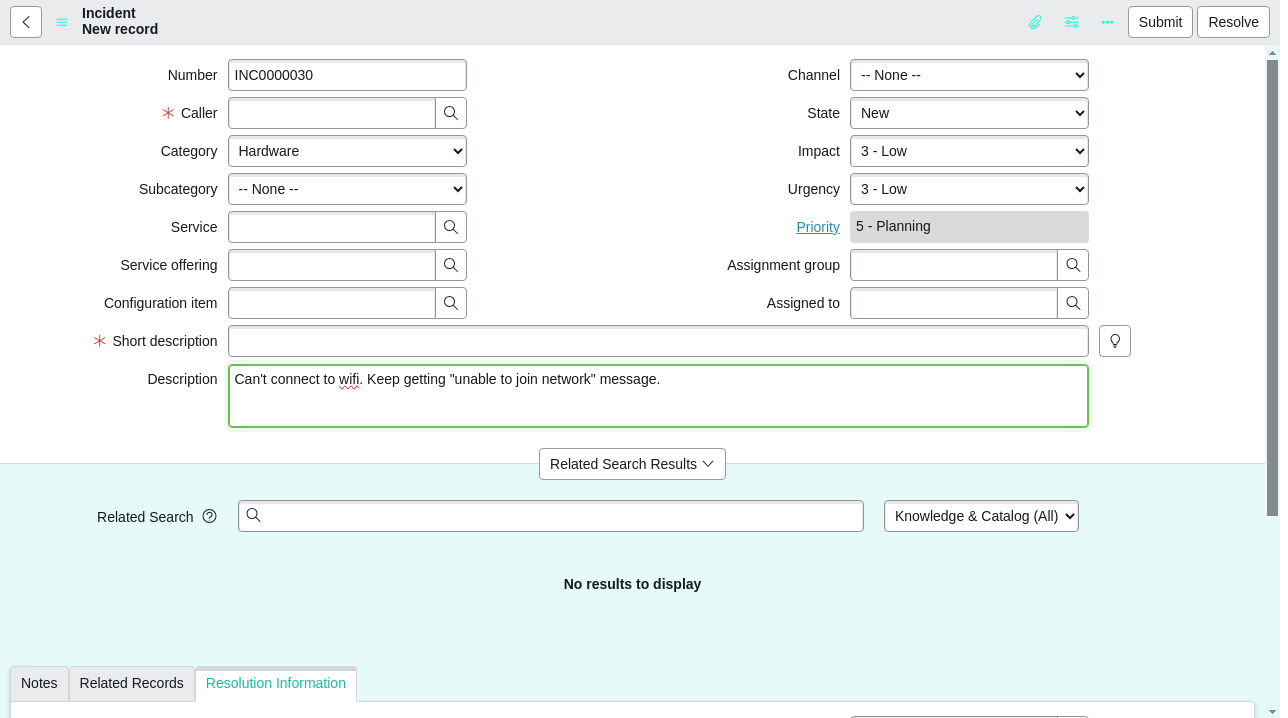 Incident
New record
Submit
Resolve
Number
INC0000030
Channel
-- None --
Caller
State
New
Category
Hardware
Impact
3 - Low
Subcategory
-- None --
Urgency
3 - Low
Service
Priority
5 - Planning
Service offering
Assignment group
Configuration item
Assigned to
Short description
Description
Can't connect to wifi. Keep getting "unable to join network" message.
Related Search Results
Related Search
Knowledge & Catalog (All)
No results to display
Notes
Related Records
Resolution Information